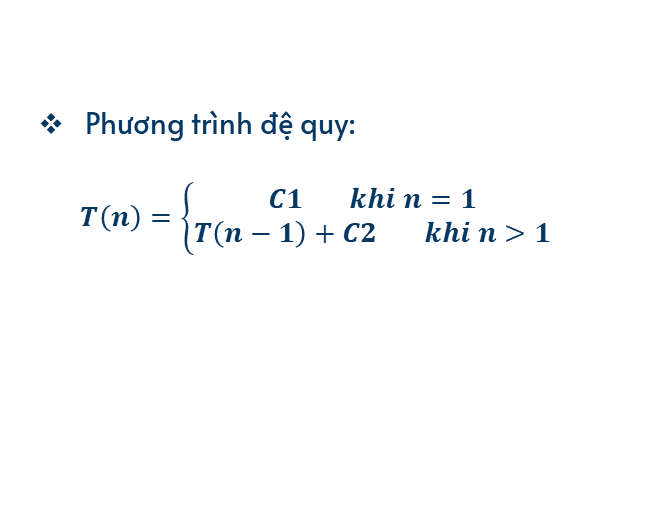 ❖ Phương trình đệ quy:
T(n) = { C1 khi n = 1
T(n − 1) + C2 khi n > 1